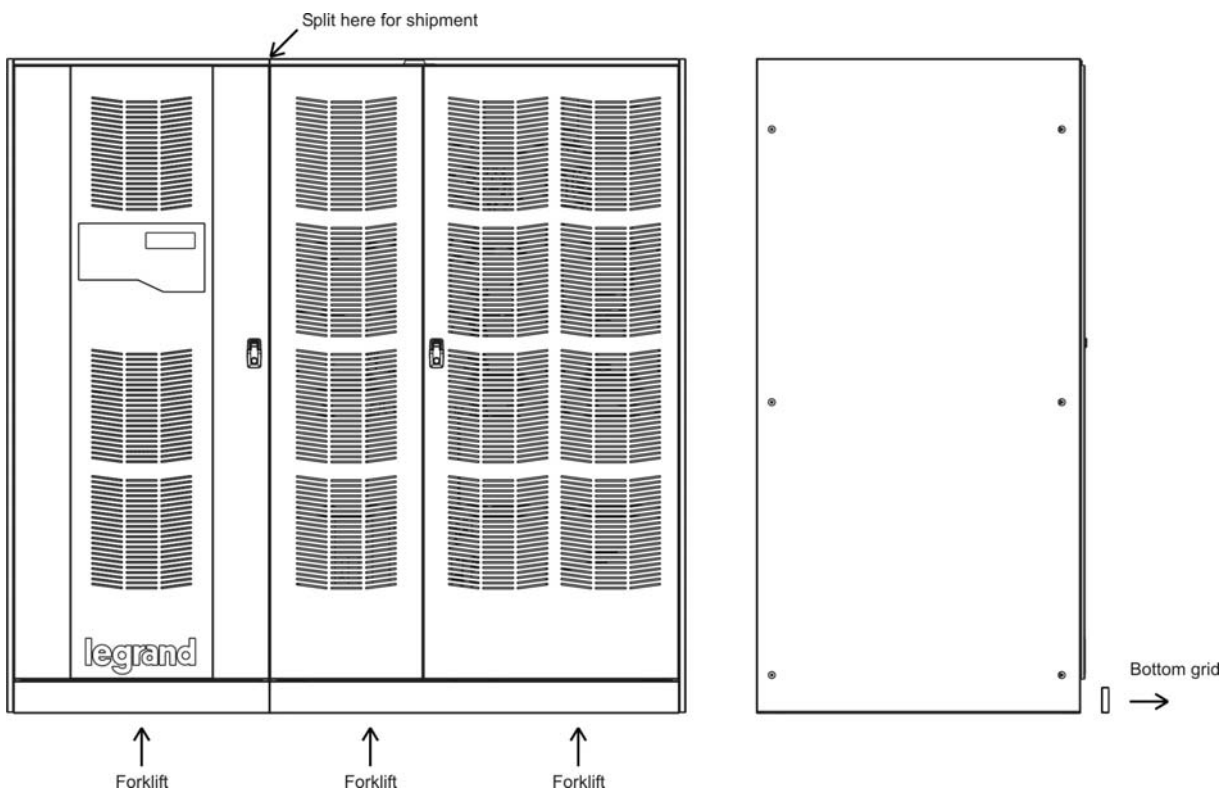 Split here for shipment
legrand
Bottom grid
Forklift
Forklift
Forklift